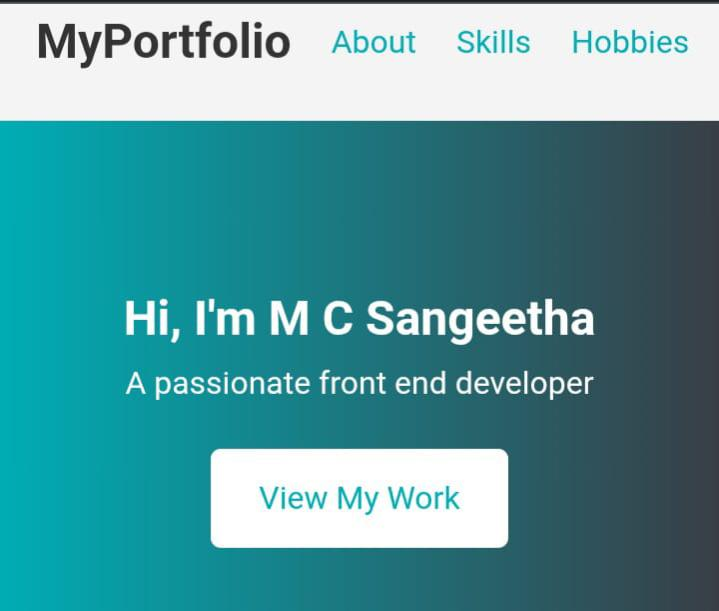 MyPortfolio About Skills Hobbies
Hi, I'm M C Sangeetha
A passionate front end developer
View My Work